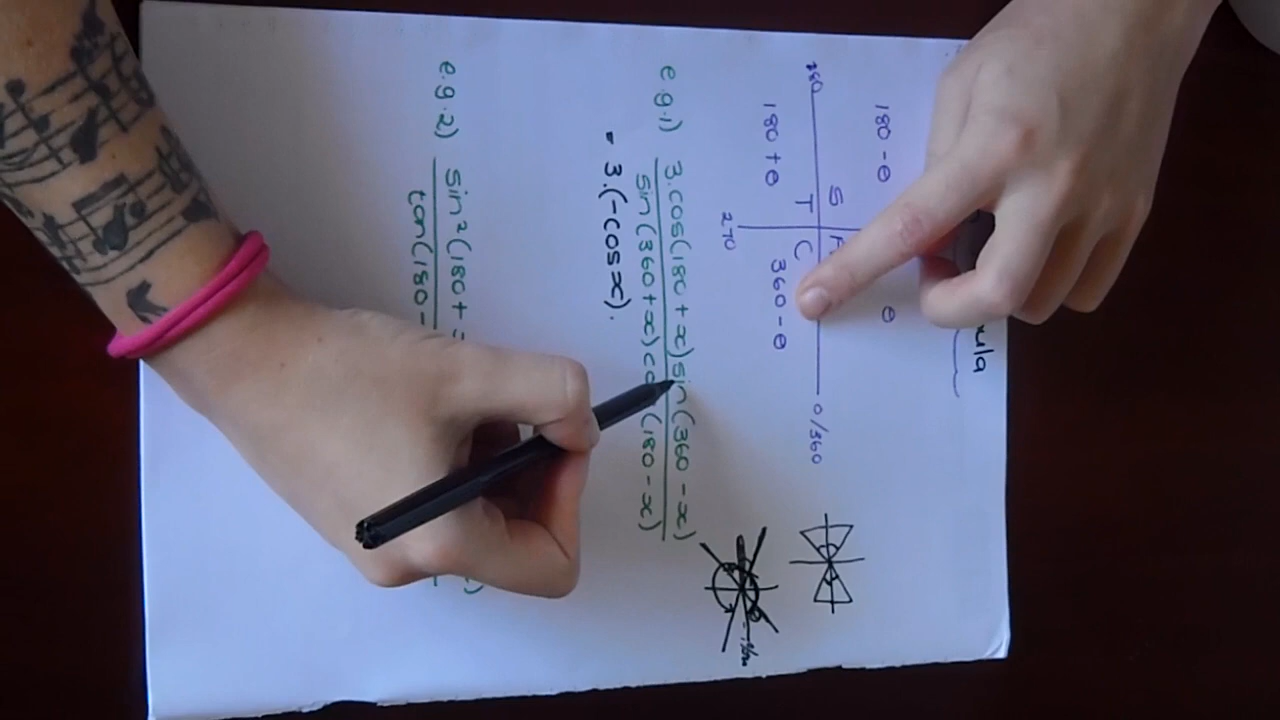 180 - θ θ
S A
180 0/360
T C
180 + θ 360 - θ
270
e.g.1) 3.cos(180 + x)sin(360 - x)
sin(360 + x) (180 - x)
= 3.(-cos x).
e.g.2) sin²(180 +
tan(180 -